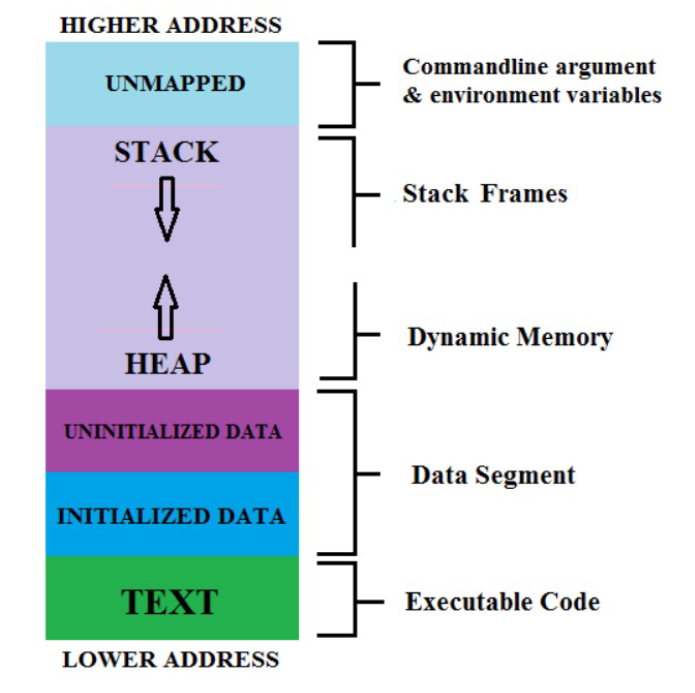 HIGHER ADDRESS
UNMAPPED
Commandline argument
& environment variables
STACK
Stack Frames
HEAP
Dynamic Memory
UNINITIALIZED DATA
INITIALIZED DATA
Data Segment
TEXT
Executable Code
LOWER ADDRESS